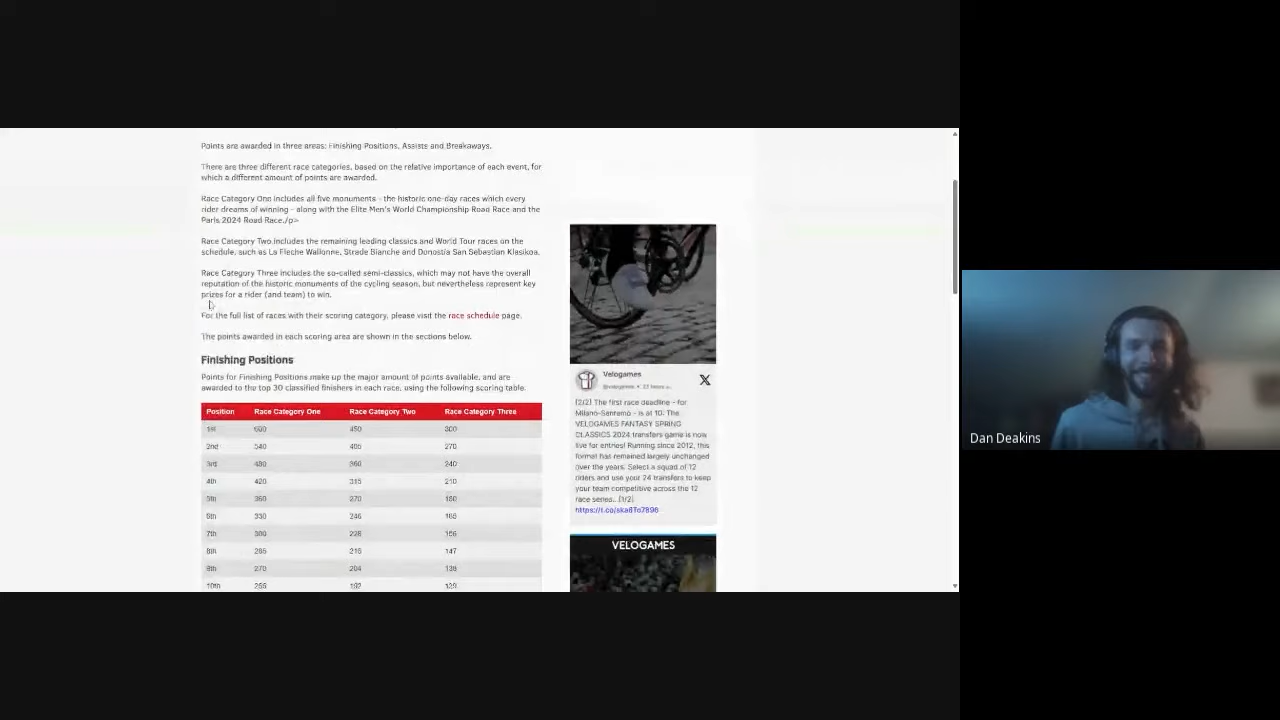 Points are awarded in three areas: Finishing Positions, Assists and Breakaways.
There are three different race categories, based on the relative importance of each event, for
which a different amount of points are awarded.
Race Category One includes all five monuments - the historic one-day races which every
rider dreams of winning - along with the Elite Men's World Championship Road Race and the
Paris 2024 Road Race./p>
Race Category Two includes the remaining leading classics and World Tour races on the
schedule, such as La Fleche Wallonne, Strade Bianche and Donostia San Sebastian Klasikoa.
Race Category Three includes the so-called semi-classics, which may not have the overall
reputation of the historic monuments of the cycling season, but nevertheless represent key
prizes for a rider (and team) to win.
For the full list of races with their scoring category, please visit the race schedule page.
The points awarded in each scoring area are shown in the sections below.
Finishing Positions
Points for Finishing Positions make up the major amount of points available, and are
awarded to the top 30 classified finishers in each race, using the following scoring table.
Position Race Category One Race Category Two Race Category Three
1st 600 450 300
2nd 540 405 270
3rd 480 360 240
4th 420 315 210
5th 360 270 180
6th 330 246 165
7th 300 228 156
8th 285 216 147
9th 270 204 138
10th 255 192 129
Velogames
[2/2] The first race deadline - for
Milano-Sanremo - is at 10. The
VELOGAMES FANTASY SPRING
CLASSICS 2024 transfers game is now
live for entries! Running since 2012, this
format has remained largely unchanged
over the years. Select a squad of 12
riders and use your 24 transfers to keep
your team competitive across the 12
race series... [1/2]
VELOGAMES
Dan Deakins